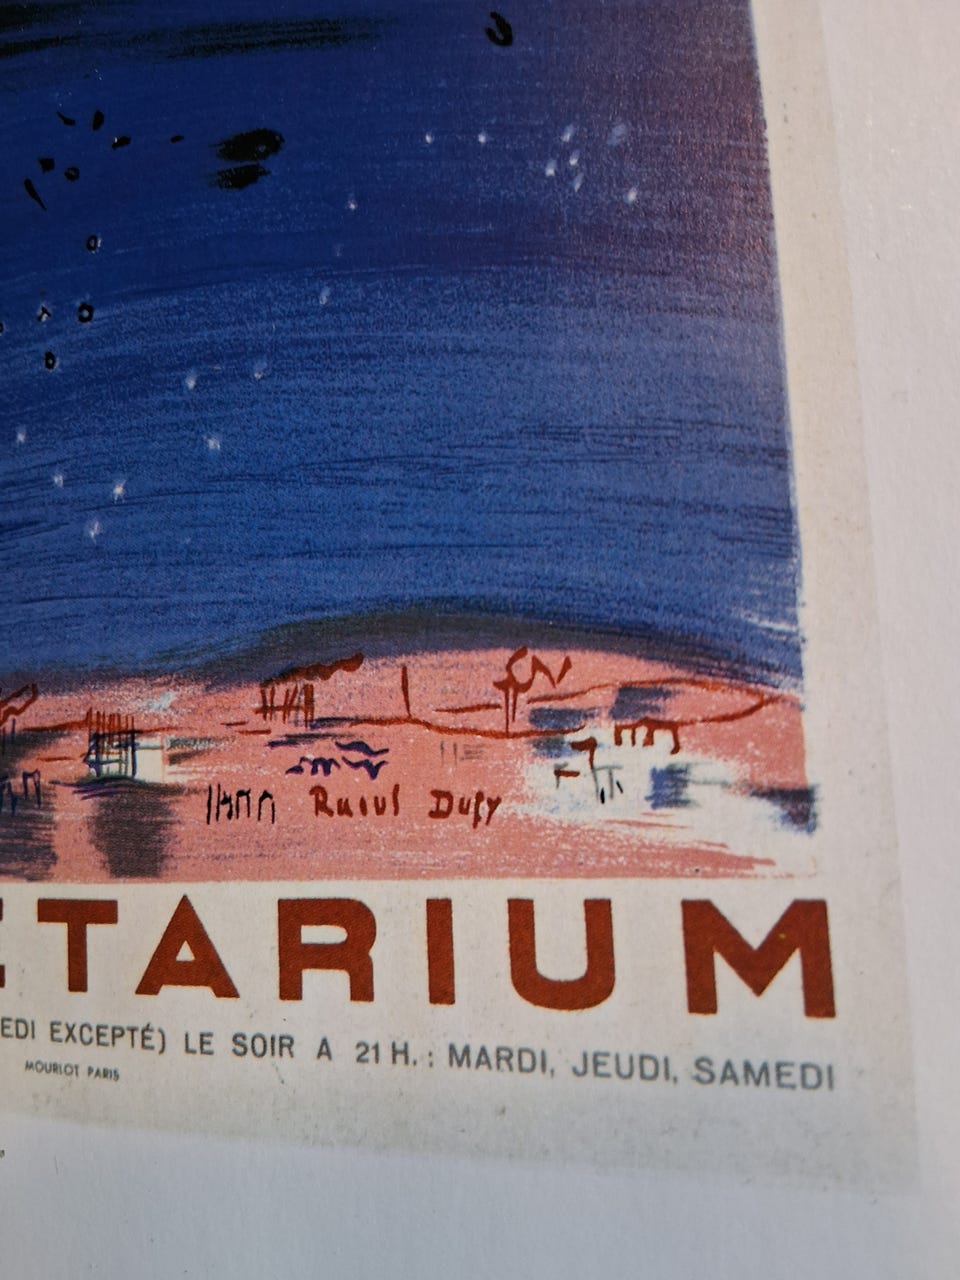 Raoul Dufy
ETARIUM
EDI EXCEPTÉ) LE SOIR A 21 H. : MARDI, JEUDI, SAMEDI
MOURLOT PARIS